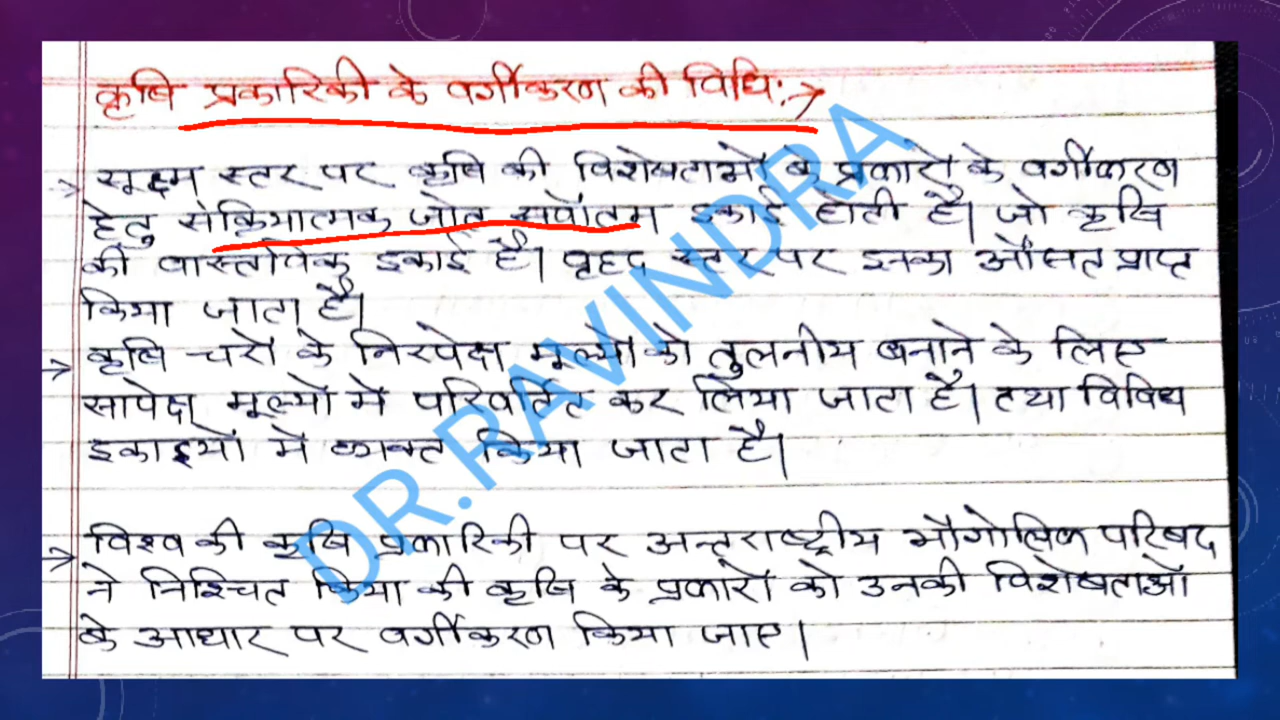 कृषि प्रकारिकी के वर्गीकरण की विधि:→
→ सूक्ष्म स्तर पर कृषि की विशेषताओं के प्रकारों के वर्गीकरण
हेतु संक्रियात्मक जोत सर्पोतम इकाई होती है। जो कृषि
की वास्तविक इकाई है। वृहद स्तर पर इनका औसत प्राप्त
किया जाता है।
→ कृषि चरों के निरपेक्ष मूल्यों को तुलनीय बनाने के लिए
सापेक्ष मूल्यों में परिवर्तित कर लिया जाता है। तथा विविध
इकाइयों में व्यक्त किया जाता है।
→ विश्व की कृषि प्रकारिकी पर अन्तराष्ट्रीय भौगोलिक परिषद
ने निश्चित किया की कृषि के प्रकारों को उनकी विशेषताओं
के आधार पर वर्गीकरण किया जाए।
DR.RAVINDRA